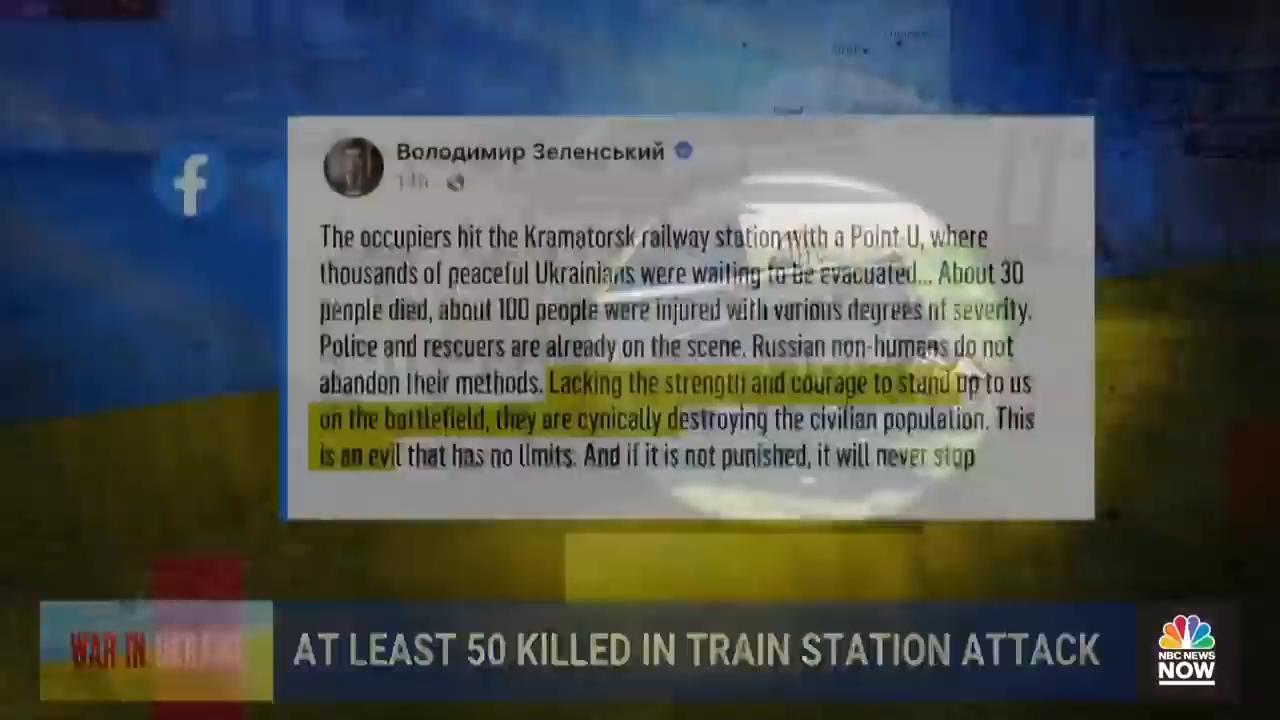 Володимир Зеленський
14h
The occupiers hit the Kramatorsk railway station with a Point-U, where
thousands of peaceful Ukrainians were waiting to be evacuated... About 30
people died, about 100 people were injured with various degrees of severity.
Police and rescuers are already on the scene. Russian non-humans do not
abandon their methods. Lacking the strength and courage to stand up to us
on the battlefield, they are cynically destroying the civilian population. This
is an evil that has no limits. And if it is not punished, it will never stop
WAR IN UKRAINE
AT LEAST 50 KILLED IN TRAIN STATION ATTACK
NBC NEWS
NOW